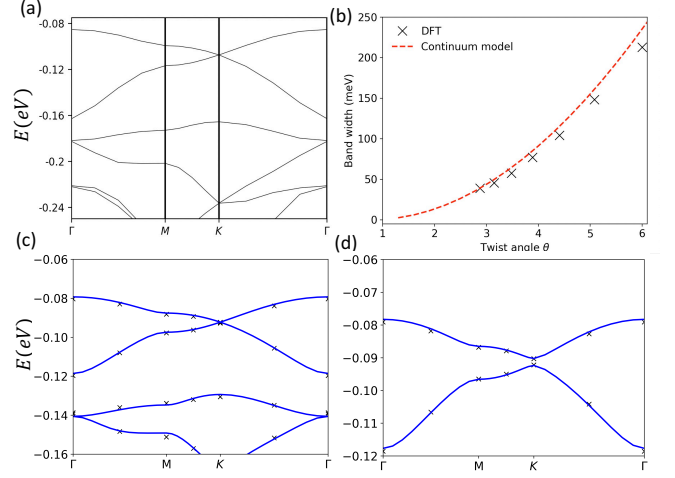 (a)
-0.08
-0.12
-0.16
-0.2
-0.24
E(eV)
Γ M K Γ
(b)
250
200
150
100
50
0
Band width (meV)
× DFT
Continuum model
1 2 3 4 5 6
Twist angle θ
(c)
−0.06
−0.08
−0.10
−0.12
−0.14
−0.16
E(eV)
Γ M K Γ
(d)
−0.06
−0.07
−0.08
−0.09
−0.10
−0.11
−0.12
Γ M K Γ